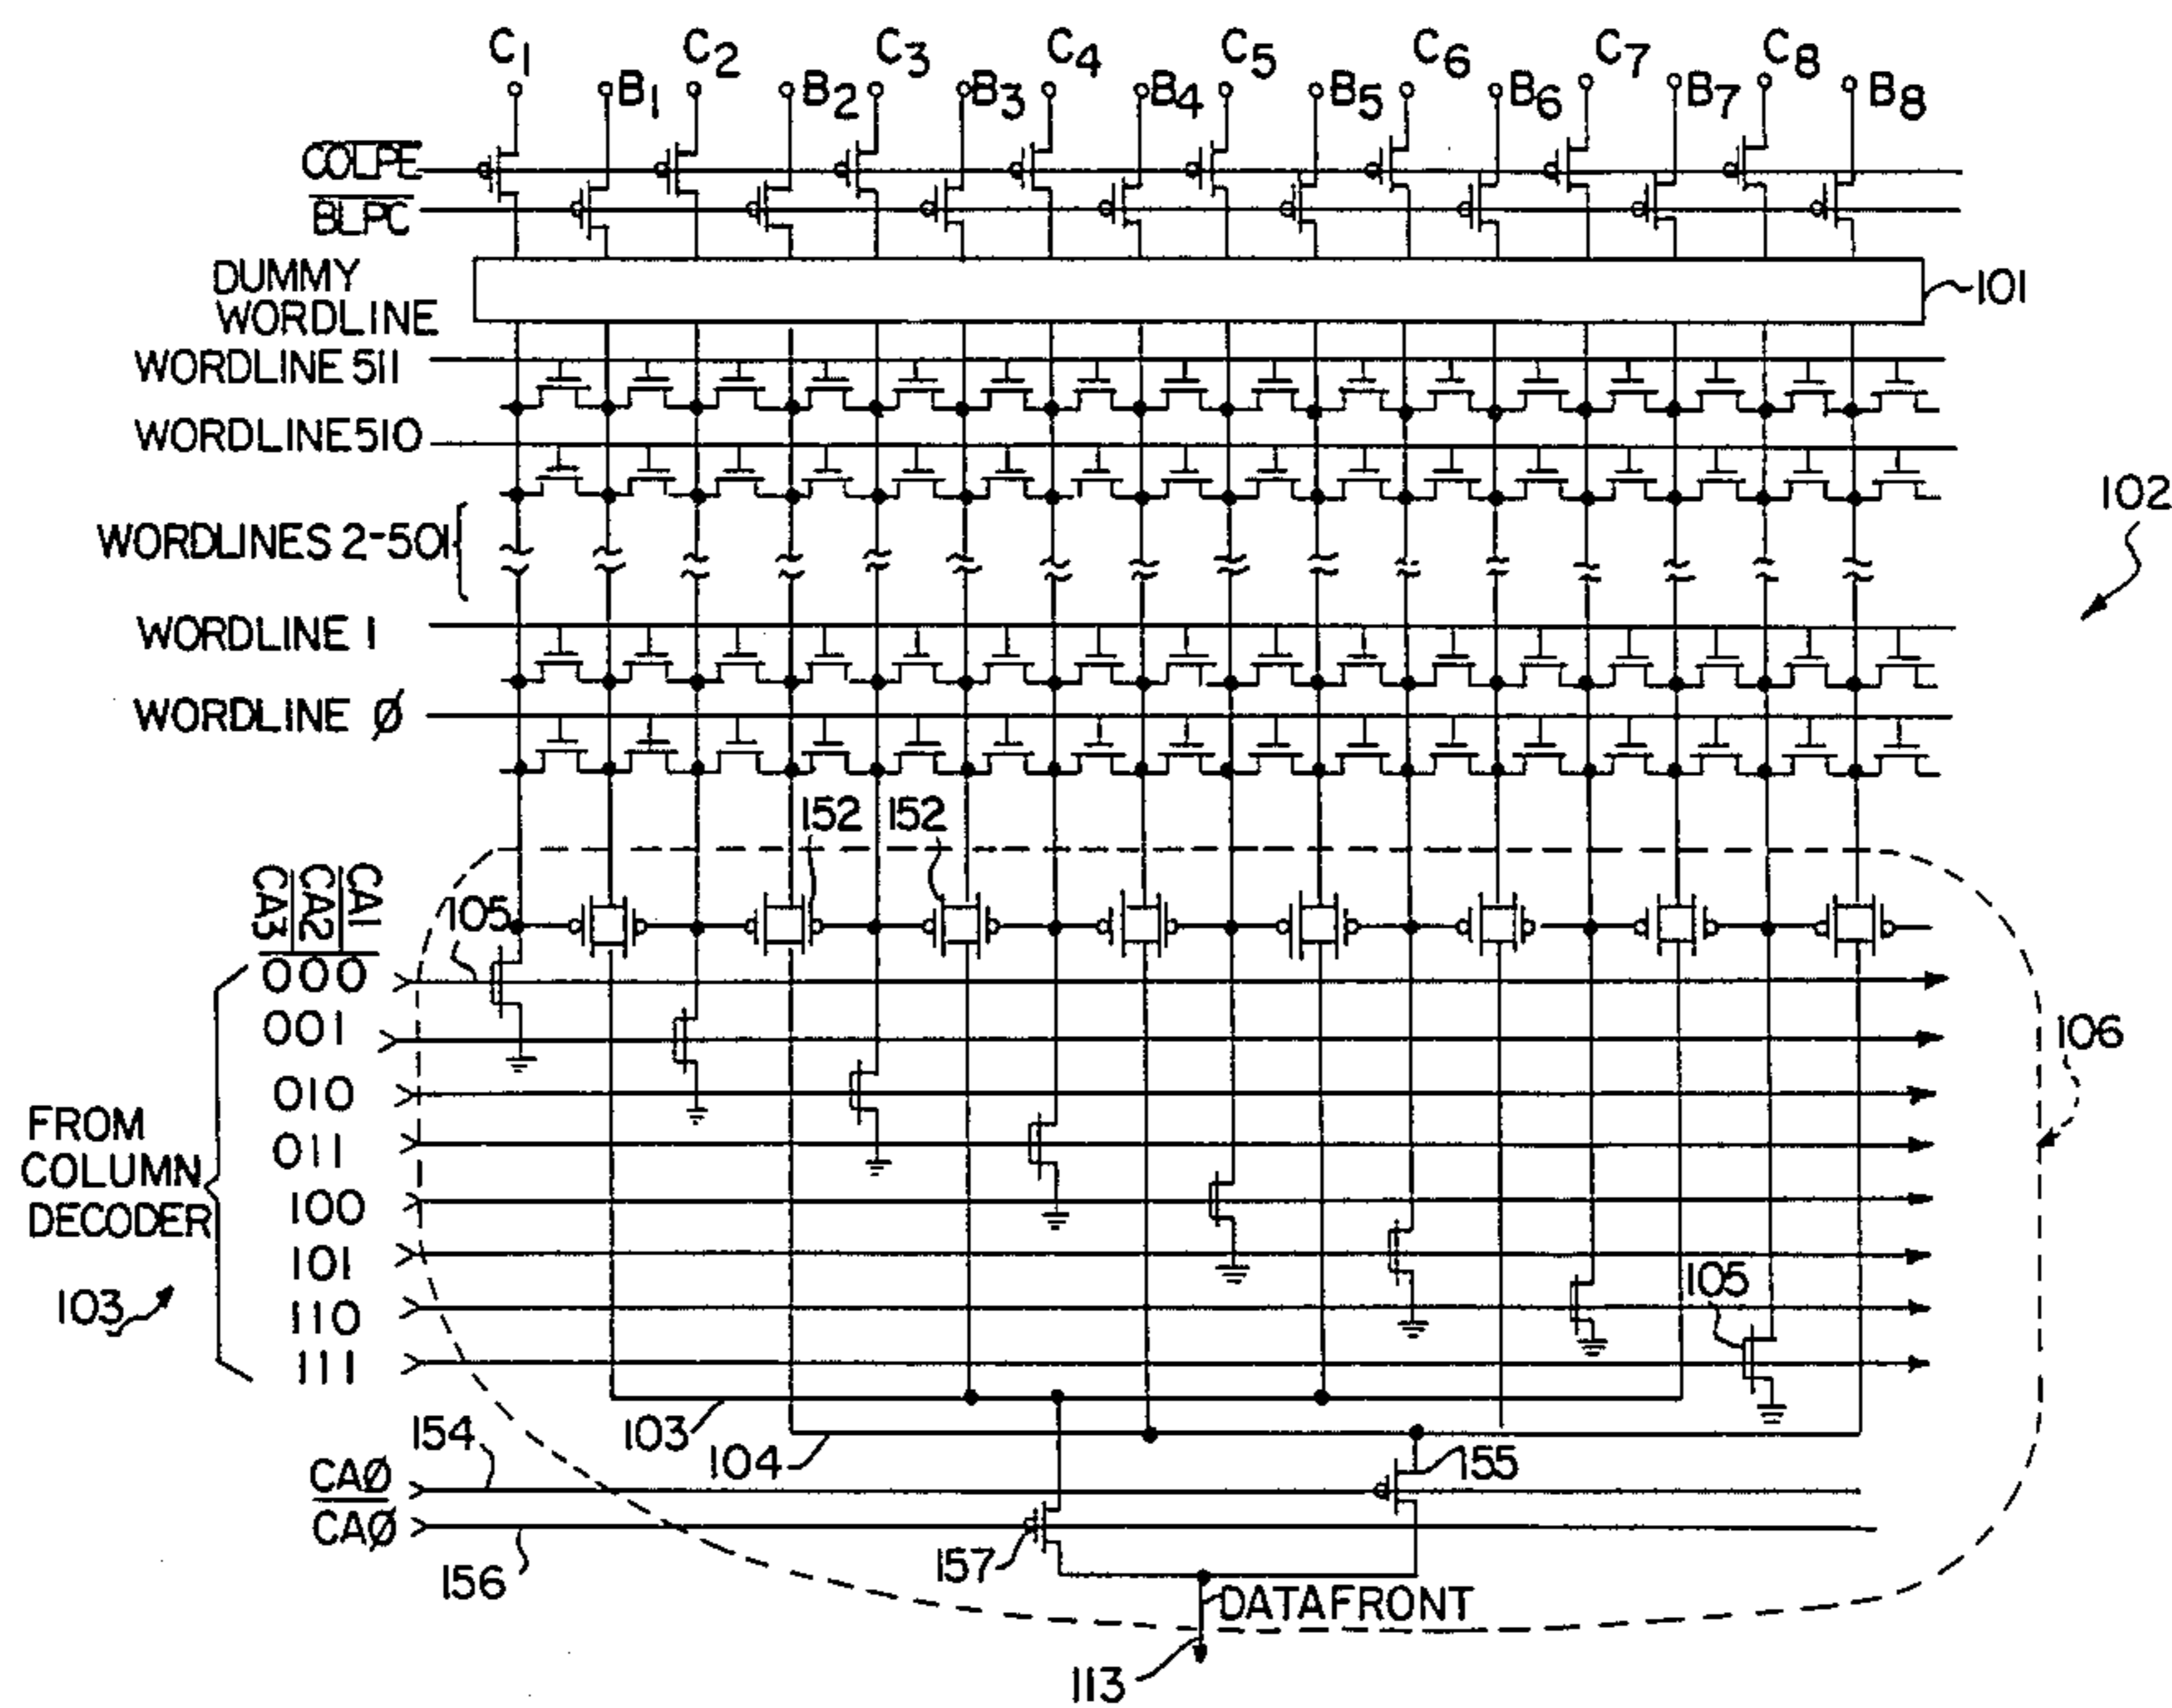 C1 C2 C3 C4 C5 C6 C7 C8
B1 B2 B3 B4 B5 B6 B7 B8
COLPE
BLPC
DUMMY
WORDLINE
101
WORDLINE 511
WORDLINE 510
102
WORDLINES 2-501
WORDLINE 1
WORDLINE Ø
152 152
CA3 CA2 CA1
105
000
001
106
010
FROM
COLUMN
DECODER
011
100
101
105
103
110
111
103
154
104
155
CAØ
CAØ
156
157
DATAFRONT
113